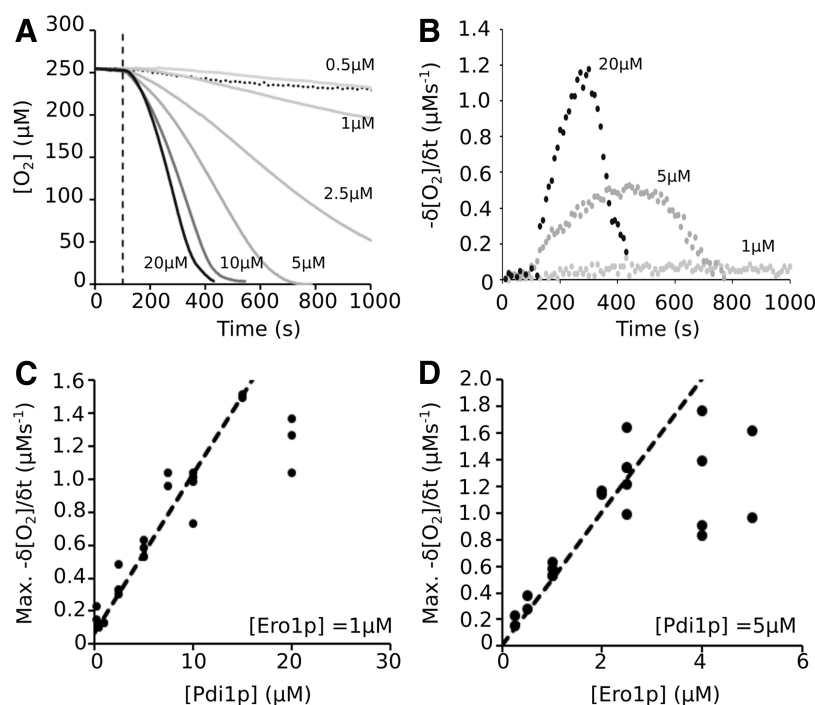 A
300
250
200
150
100
50
0
[O2] (μM)
0.5μM
1μM
2.5μM
20μM 10μM 5μM
0 200 400 600 800 1000
Time (s)
B
1.4
1.2
1.0
0.8
0.6
0.4
0.2
0
-δ[O2]/δt (μMs-1)
20μM
5μM
1μM
0 200 400 600 800 1000
Time (s)
C
1.6
1.4
1.2
1.0
0.8
0.6
0.4
0.2
0
Max. -δ[O2]/δt (μMs-1)
[Ero1p] =1μM
0 10 20 30
[Pdi1p] (μM)
D
2.0
1.8
1.6
1.4
1.2
1.0
0.8
0.6
0.4
0.2
0
Max. -δ[O2]/δt (μMs-1)
[Pdi1p] =5μM
0 2 4 6
[Ero1p] (μM)